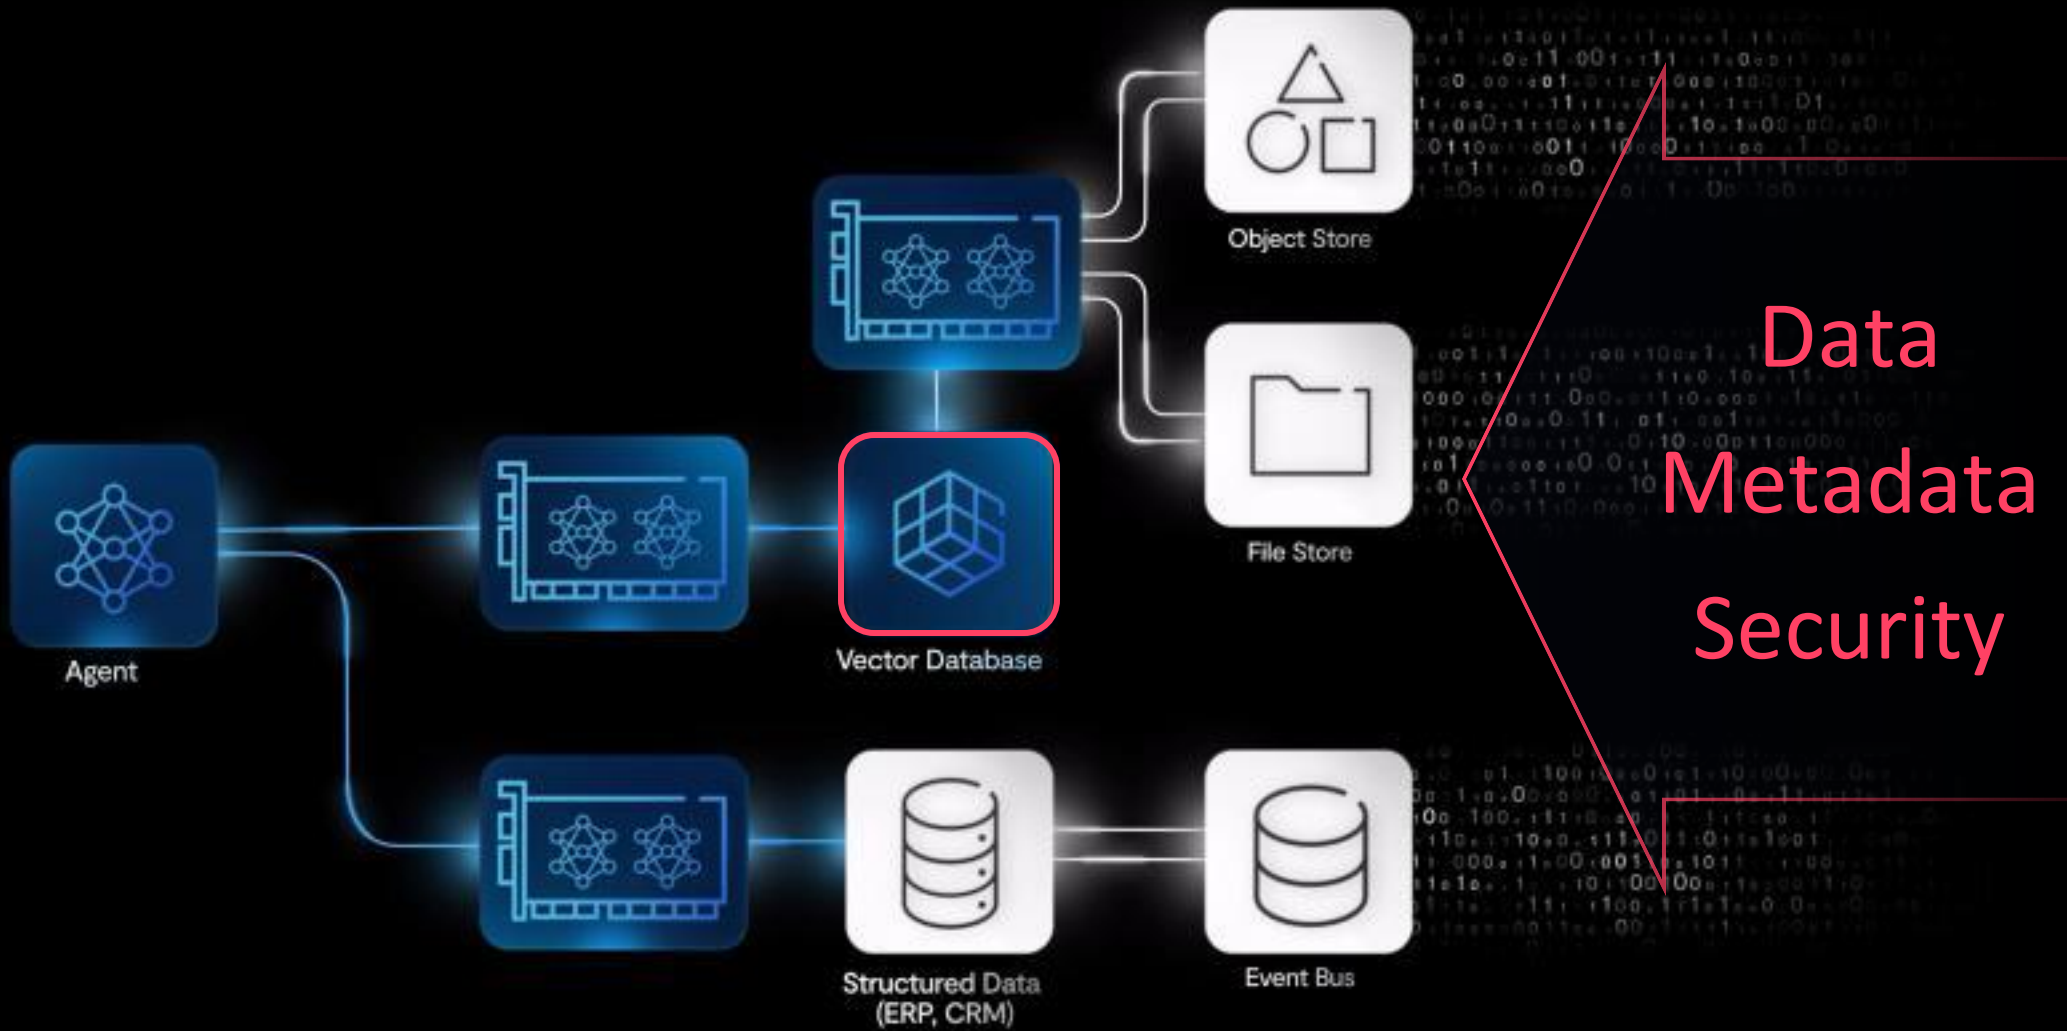 Object Store
Data
Metadata
Security
File Store
Agent
Vector Database
Structured Data
(ERP, CRM)
Event Bus